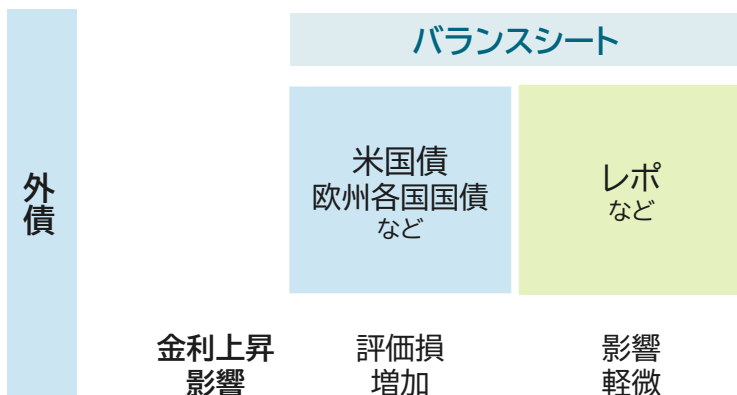 バランスシート
外債
米国債
欧州各国国債
など
レポ
など
金利上昇
影響
評価損
増加
影響
軽微